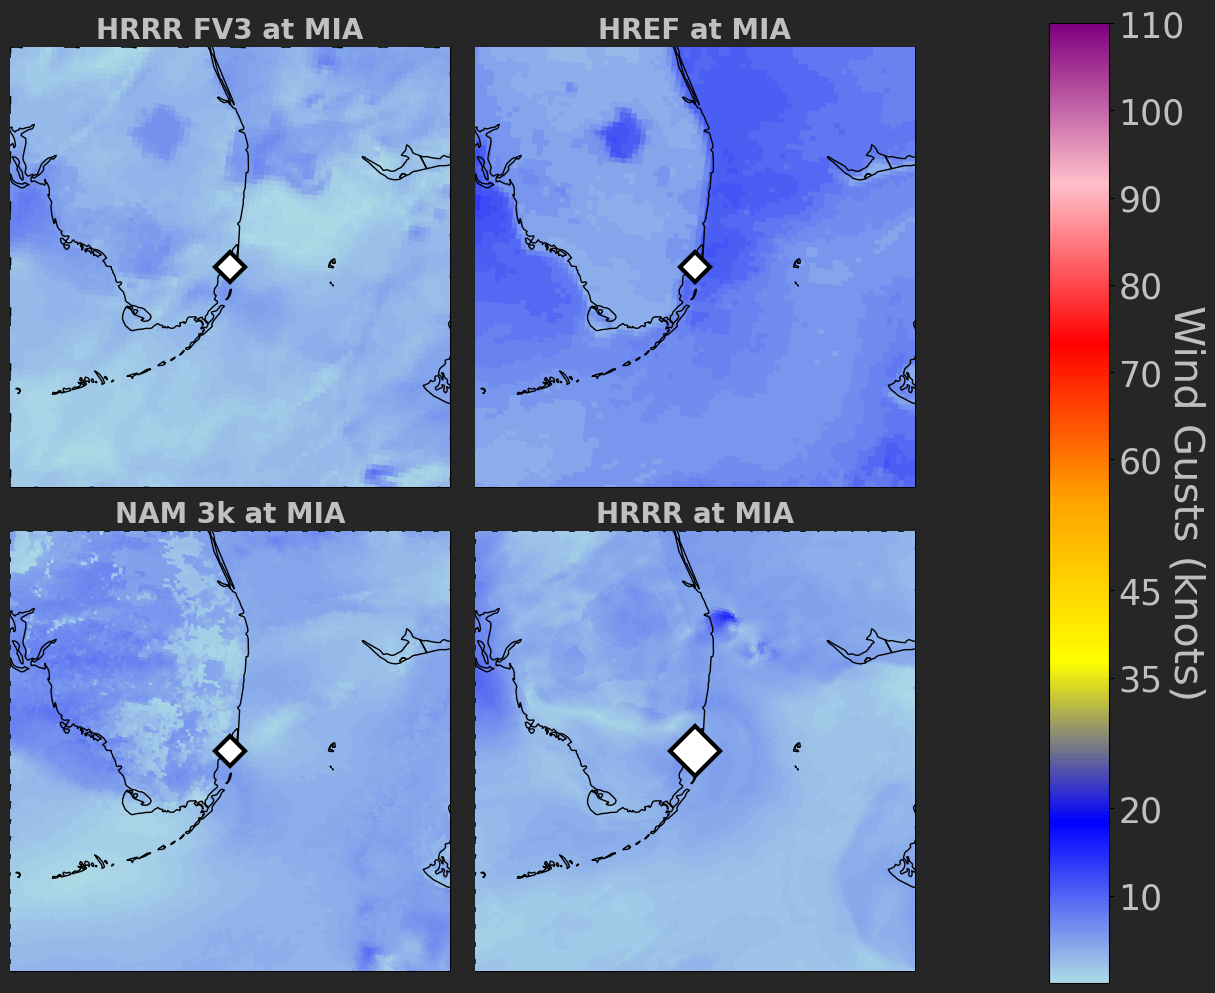 HRRR FV3 at MIA
HREF at MIA
NAM 3k at MIA
HRRR at MIA
110
100
90
80
70
60
45
35
20
10
Wind Gusts (knots)